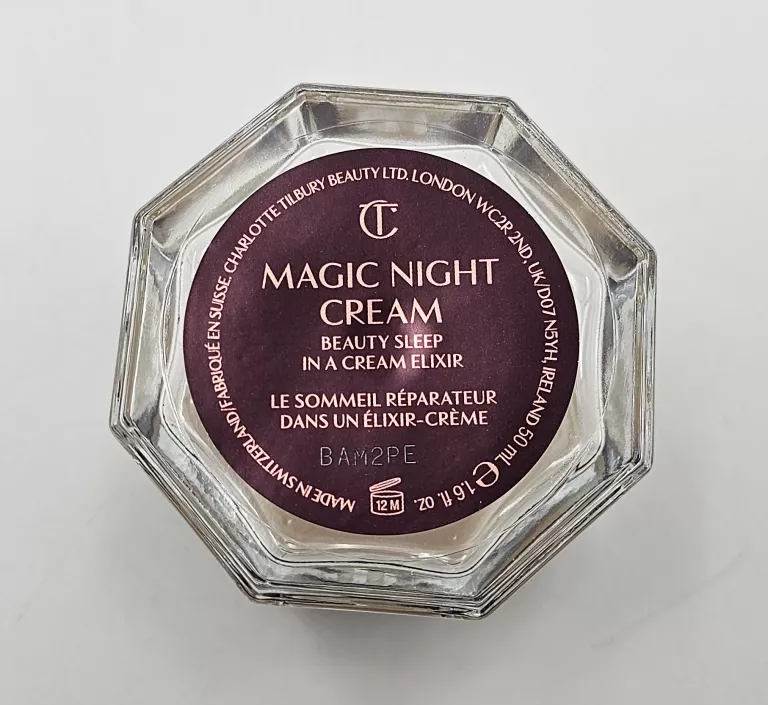 MADE IN SWITZERLAND/FABRIQUÉ EN SUISSE. CHARLOTTE TILBURY BEAUTY LTD. LONDON WC2R 2ND, UK/D07 N5YH, IRELAND 50 mL e 1.6 fl. oz.
CT
MAGIC NIGHT
CREAM
BEAUTY SLEEP
IN A CREAM ELIXIR
LE SOMMEIL RÉPARATEUR
DANS UN ÉLIXIR-CRÈME
BAM2PE
12 M